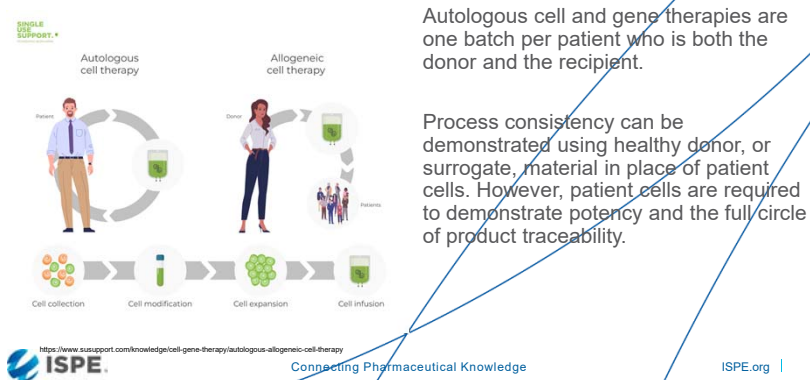 SINGLE
USE
SUPPORT.
Autologous
cell therapy
Allogeneic
cell therapy
Patient
Donor
Patients
Cell collection
Cell modification
Cell expansion
Cell infusion
Autologous cell and gene therapies are
one batch per patient who is both the
donor and the recipient.
Process consistency can be
demonstrated using healthy donor, or
surrogate, material in place of patient
cells. However, patient cells are required
to demonstrate potency and the full circle
of product traceability.
https://www.susupport.com/knowledge/cell-gene-therapy/autologous-allogeneic-cell-therapy
ISPE.
Connecting Pharmaceutical Knowledge
ISPE.org